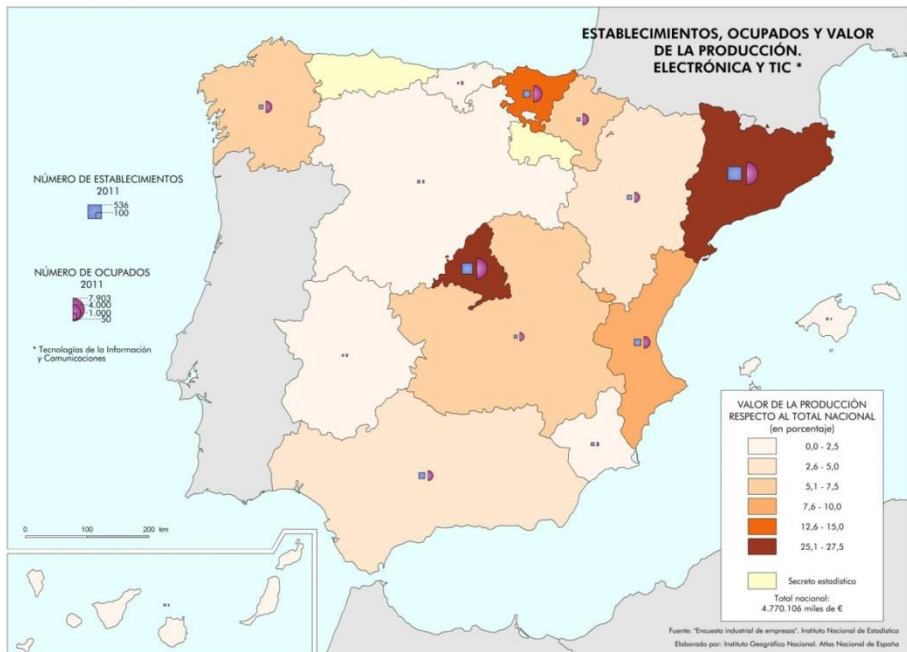 ESTABLECIMIENTOS, OCUPADOS Y VALOR
DE LA PRODUCCIÓN.
ELECTRÓNICA Y TIC *
NÚMERO DE ESTABLECIMIENTOS
2011
536
100
NÚMERO DE OCUPADOS
2011
7.903
4.000
1.000
50
* Tecnologías de la Información
y Comunicaciones
0 100 200 km
VALOR DE LA PRODUCCIÓN
RESPECTO AL TOTAL NACIONAL
(en porcentaje)
0,0 - 2,5
2,6 - 5,0
5,1 - 7,5
7,6 - 10,0
12,6 - 15,0
25,1 - 27,5
Secreto estadístico
Total nacional:
4.770.106 miles de €
Fuente: "Encuesta industrial de empresas". Instituto Nacional de Estadística
Elaborado por: Instituto Geográfico Nacional. Atlas Nacional de España